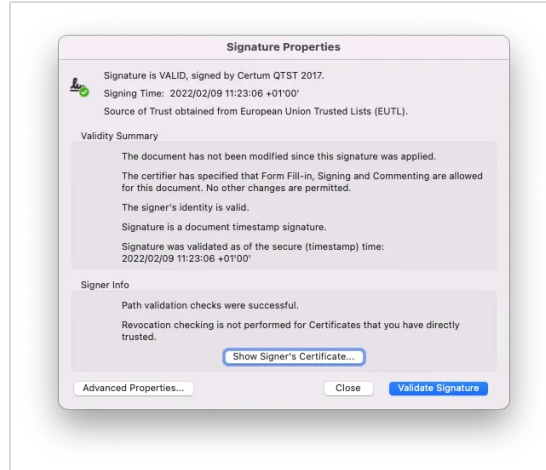 Signature Properties
Signature is VALID, signed by Certum QTST 2017.
Signing Time: 2022/02/09 11:23:06 +01'00'
Source of Trust obtained from European Union Trusted Lists (EUTL).
Validity Summary
The document has not been modified since this signature was applied.
The certifier has specified that Form Fill-in, Signing and Commenting are allowed
for this document. No other changes are permitted.
The signer's identity is valid.
Signature is a document timestamp signature.
Signature was validated as of the secure (timestamp) time:
2022/02/09 11:23:06 +01'00'
Signer Info
Path validation checks were successful.
Revocation checking is not performed for Certificates that you have directly
trusted.
Show Signer's Certificate...
Advanced Properties... Close Validate Signature